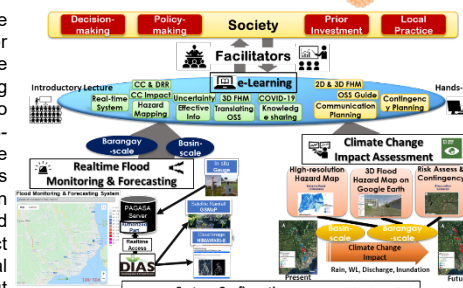 Decision-making
Policy-making
Society
Prior Investment
Local Practice
Facilitators
e-Learning
Introductory Lecture
Hands-
Real-time System
CC & DRR
CC Impact
Hazard Mapping
Uncertainty
Effective Info
3D FHM
Translating OSS
COVID-19
Knowledg e sharing
2D & 3D FHM
OSS Guide
Communication Planning
Contingenc y Planning
Barangay -scale
Basin-scale
Realtime Flood Monitoring & Forecasting
Climate Change Impact Assessment
In situ Gauge
Flood Monitoring & Forecasting System
PAGASA Server
Realtime Access
DIAS
High-resolution Hazard Map
3D Flood Hazard Map on Google Earth
Risk Assess & Contingency
Basin-scale
Barangay-scale
Climate Change Impact
Rain, WL, Discharge, Inundation
Present
Futu